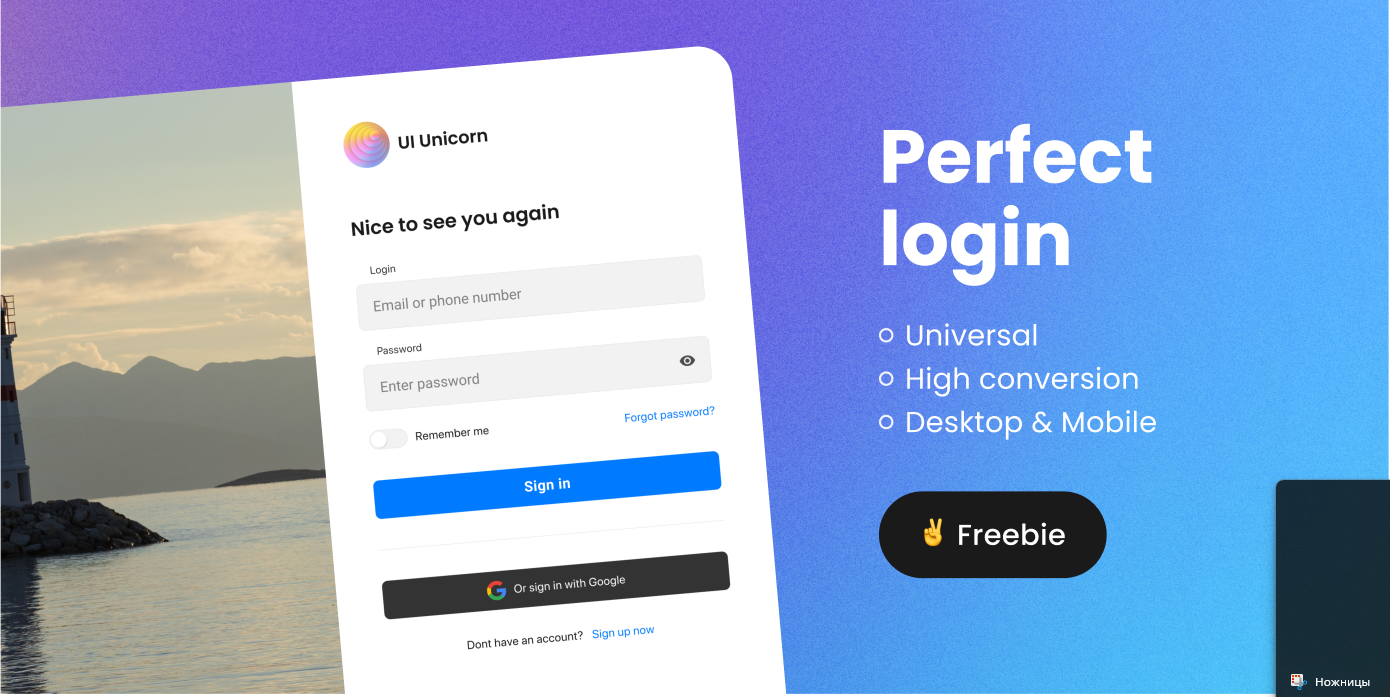 UI Unicorn
Nice to see you again
Login
Email or phone number
Password
Enter password
Remember me
Forgot password?
Sign in
Or sign in with Google
Dont have an account? Sign up now
Perfect
login
Universal
High conversion
Desktop & Mobile
✌️ Freebie
Ножницы